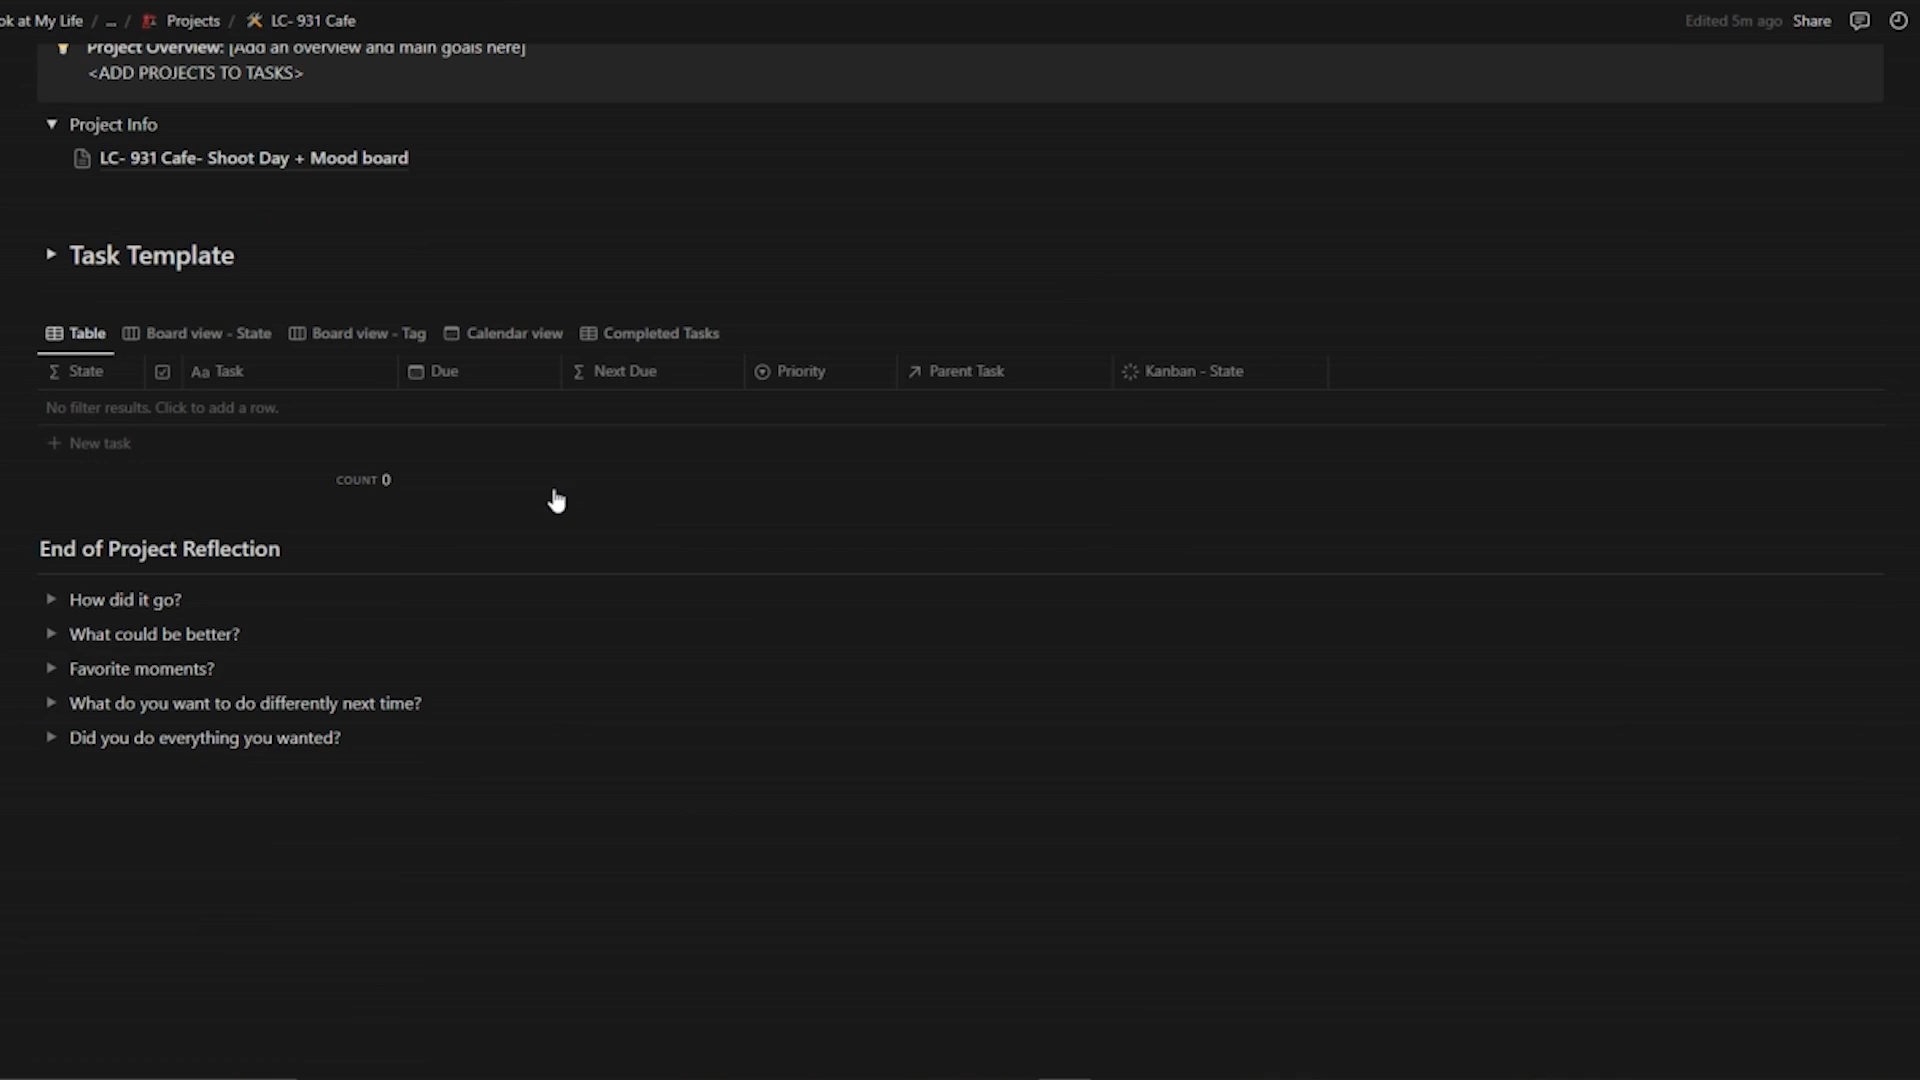 ok at My Life / ... / Projects / LC- 931 Cafe
Edited 5m ago Share
Project Overview: [Add an overview and main goals here]
<ADD PROJECTS TO TASKS>
Project Info
LC- 931 Cafe- Shoot Day + Mood board
Task Template
Table Board view - State Board view - Tag Calendar view Completed Tasks
Σ State Aa Task Due Σ Next Due Priority Parent Task Kanban - State
No filter results. Click to add a row.
+ New task
COUNT 0
End of Project Reflection
How did it go?
What could be better?
Favorite moments?
What do you want to do differently next time?
Did you do everything you wanted?